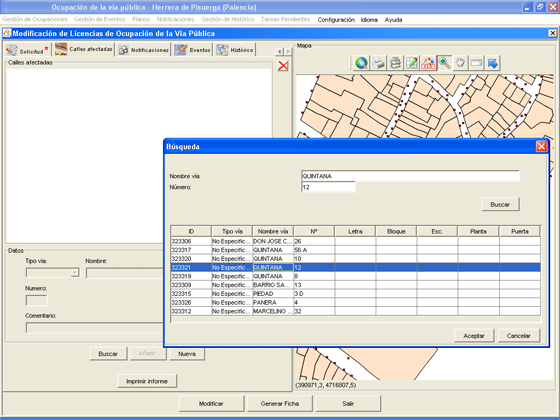 Ocupación de la vía pública - Herrera de Pisuerga (Palencia)
Gestión de Ocupaciones Gestión de Eventos Planos Notificaciones Gestión de Histórico Tareas Pendientes Configuración Idioma Ayuda
Modificación de Licencias de Ocupación de la Vía Pública
Solicitud * Calles afectadas Notificaciones Eventos Histórico
Mapa
Calles afectadas
Búsqueda
Nombre vía: QUINTANA
Número: 12
Buscar
ID Tipo vía Nombre vía Nº Letra Bloque Esc. Planta Puerta
323306 No Especific... DON JOSE C... 26
323317 No Especific... QUINTANA 56 A
323320 No Especific... QUINTANA 10
323321 No Especific... QUINTANA 12
323319 No Especific... QUINTANA 8
323309 No Especific... BARRIO SA... 13
323315 No Especific... PIEDAD 3 D
323326 No Especific... PANERA 4
323312 No Especific... MARCELINO ... 32
Aceptar Cancelar
Datos
Tipo vía: Nombre:
Numero:
Comentario:
Buscar Añadir Nueva
Imprimir informe
(390971,3, 4716807,5)
Modificar Generar Ficha Salir